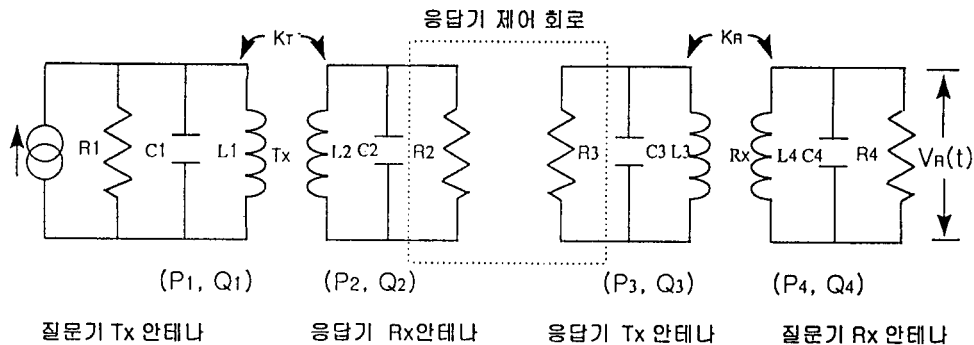 응답기 제어 회로
KT KR
R1 C1 L1 Tx L2 C2 R2 R3 C3 L3 Rx L4 C4 R4 VR(t)
(P1, Q1) (P2, Q2) (P3, Q3) (P4, Q4)
질문기 Tx 안테나 응답기 Rx안테나 응답기 Tx 안테나 질문기 Rx 안테나